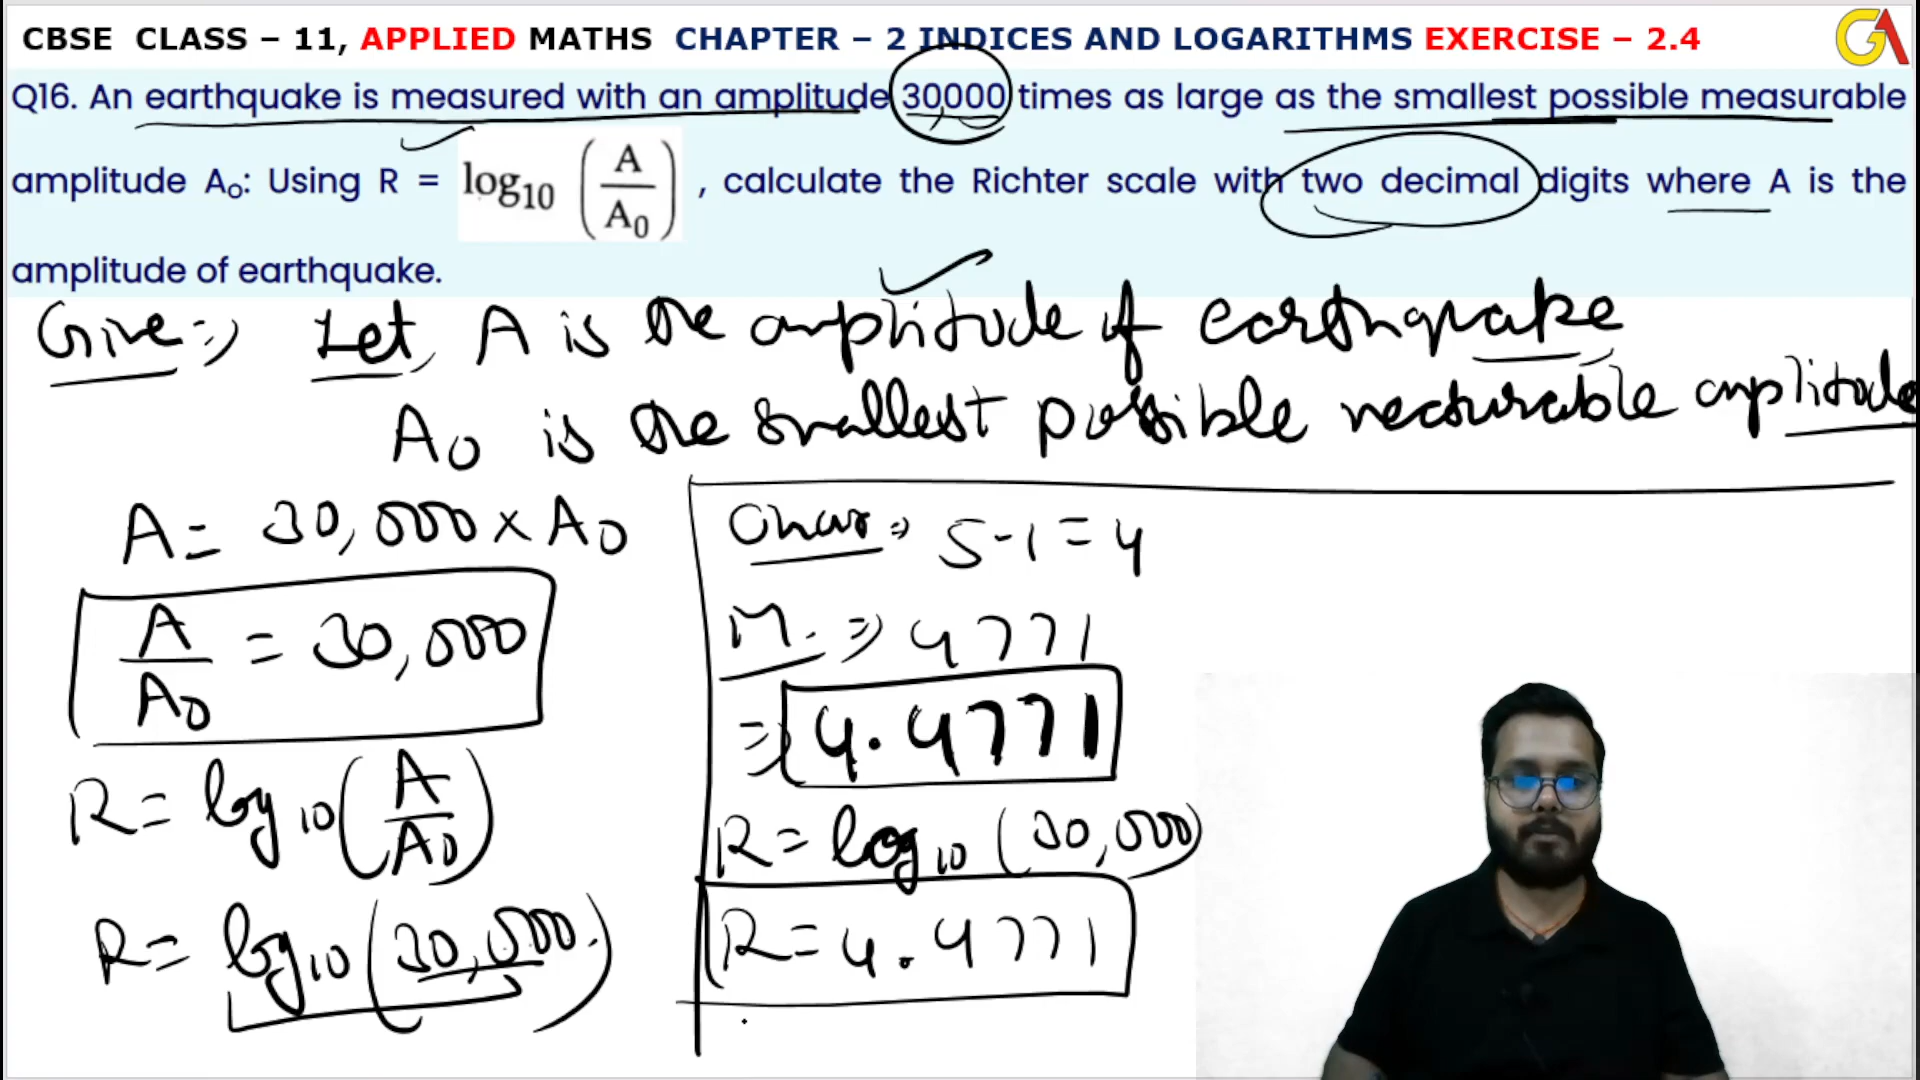 CBSE CLASS – 11, APPLIED MATHS CHAPTER – 2 INDICES AND LOGARITHMS EXERCISE – 2.4
GA
Q16. An earthquake is measured with an amplitude 30000 times as large as the smallest possible measurable
amplitude A₀: Using R = log₁₀ (A/A₀) , calculate the Richter scale with two decimal digits where A is the
amplitude of earthquake.
Give :⇒ Let, A is the amplitude of earthquake
A₀ is the smallest possible measurable amplitude
A = 30,000 × A₀
A/A₀ = 30,000
R = log₁₀ (A/A₀)
R = log₁₀ (30,000)
Char ⇒ 5-1 = 4
M. ⇒ 4771
⇒ 4.4771
R = log₁₀ (30,000)
R = 4.4771